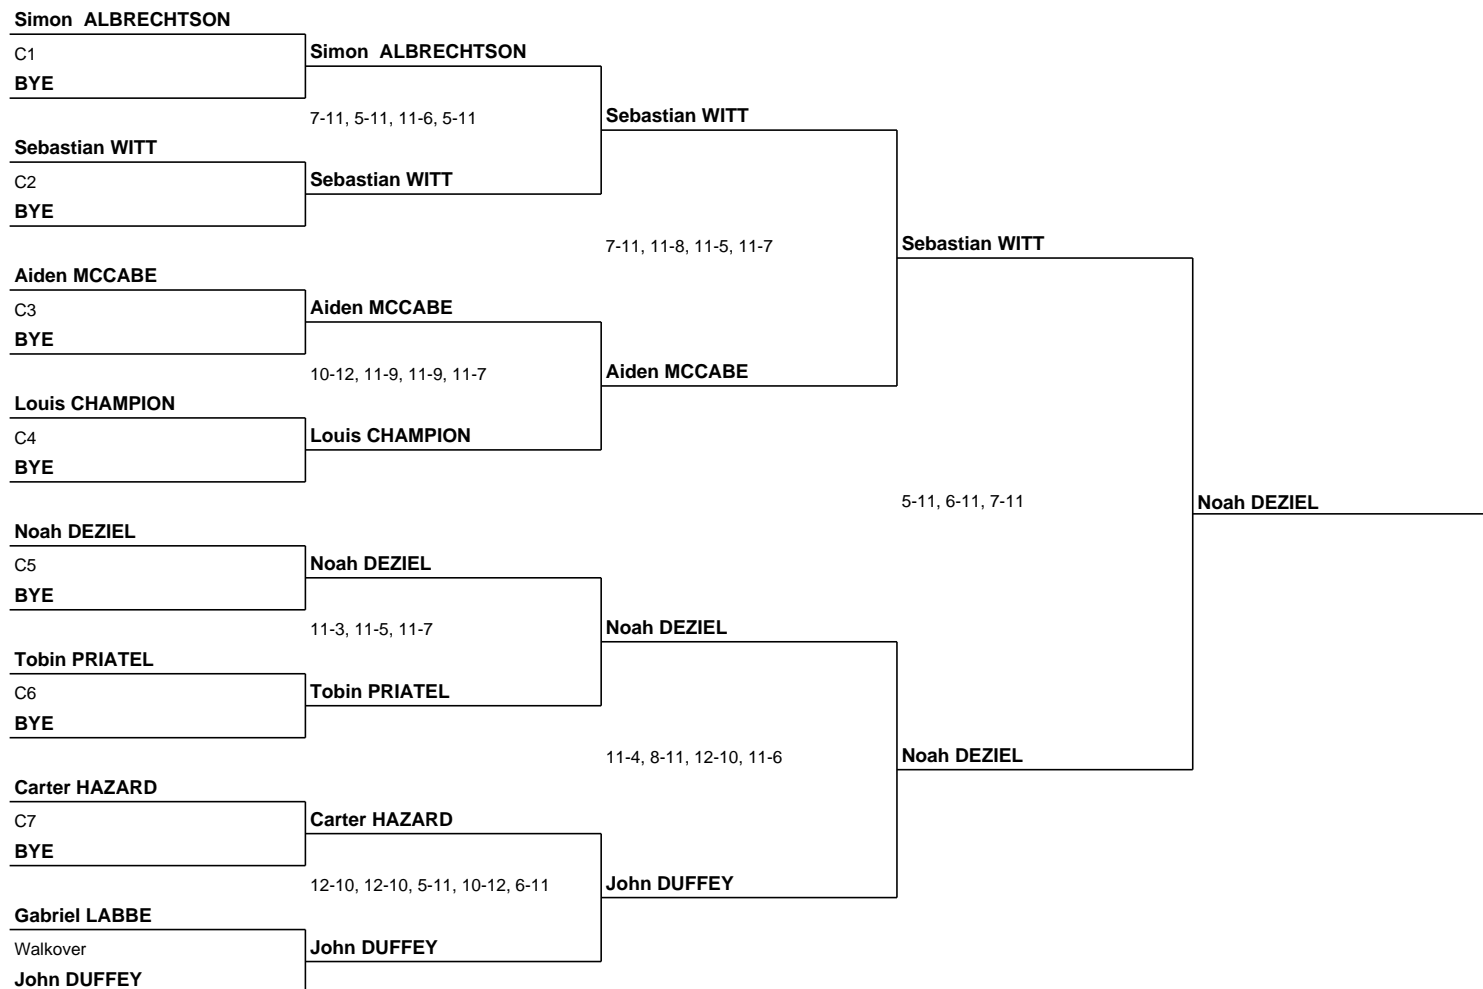 Simon  ALBRECHTSON
C1
BYE
Sebastian WITT
C2
BYE
Aiden MCCABE
C3
BYE
Louis CHAMPION
C4
BYE
Noah DEZIEL
C5
BYE
Tobin PRIATEL
C6
BYE
Carter HAZARD
C7
BYE
Gabriel LABBE
Walkover
John DUFFEY
Simon  ALBRECHTSON
7-11, 5-11, 11-6, 5-11
Sebastian WITT
Aiden MCCABE
10-12, 11-9, 11-9, 11-7
Louis CHAMPION
Noah DEZIEL
11-3, 11-5, 11-7
Tobin PRIATEL
Carter HAZARD
12-10, 12-10, 5-11, 10-12, 6-11
John DUFFEY
Sebastian WITT
7-11, 11-8, 11-5, 11-7
Aiden MCCABE
Noah DEZIEL
11-4, 8-11, 12-10, 11-6
John DUFFEY
Sebastian WITT
5-11, 6-11, 7-11
Noah DEZIEL
Noah DEZIEL